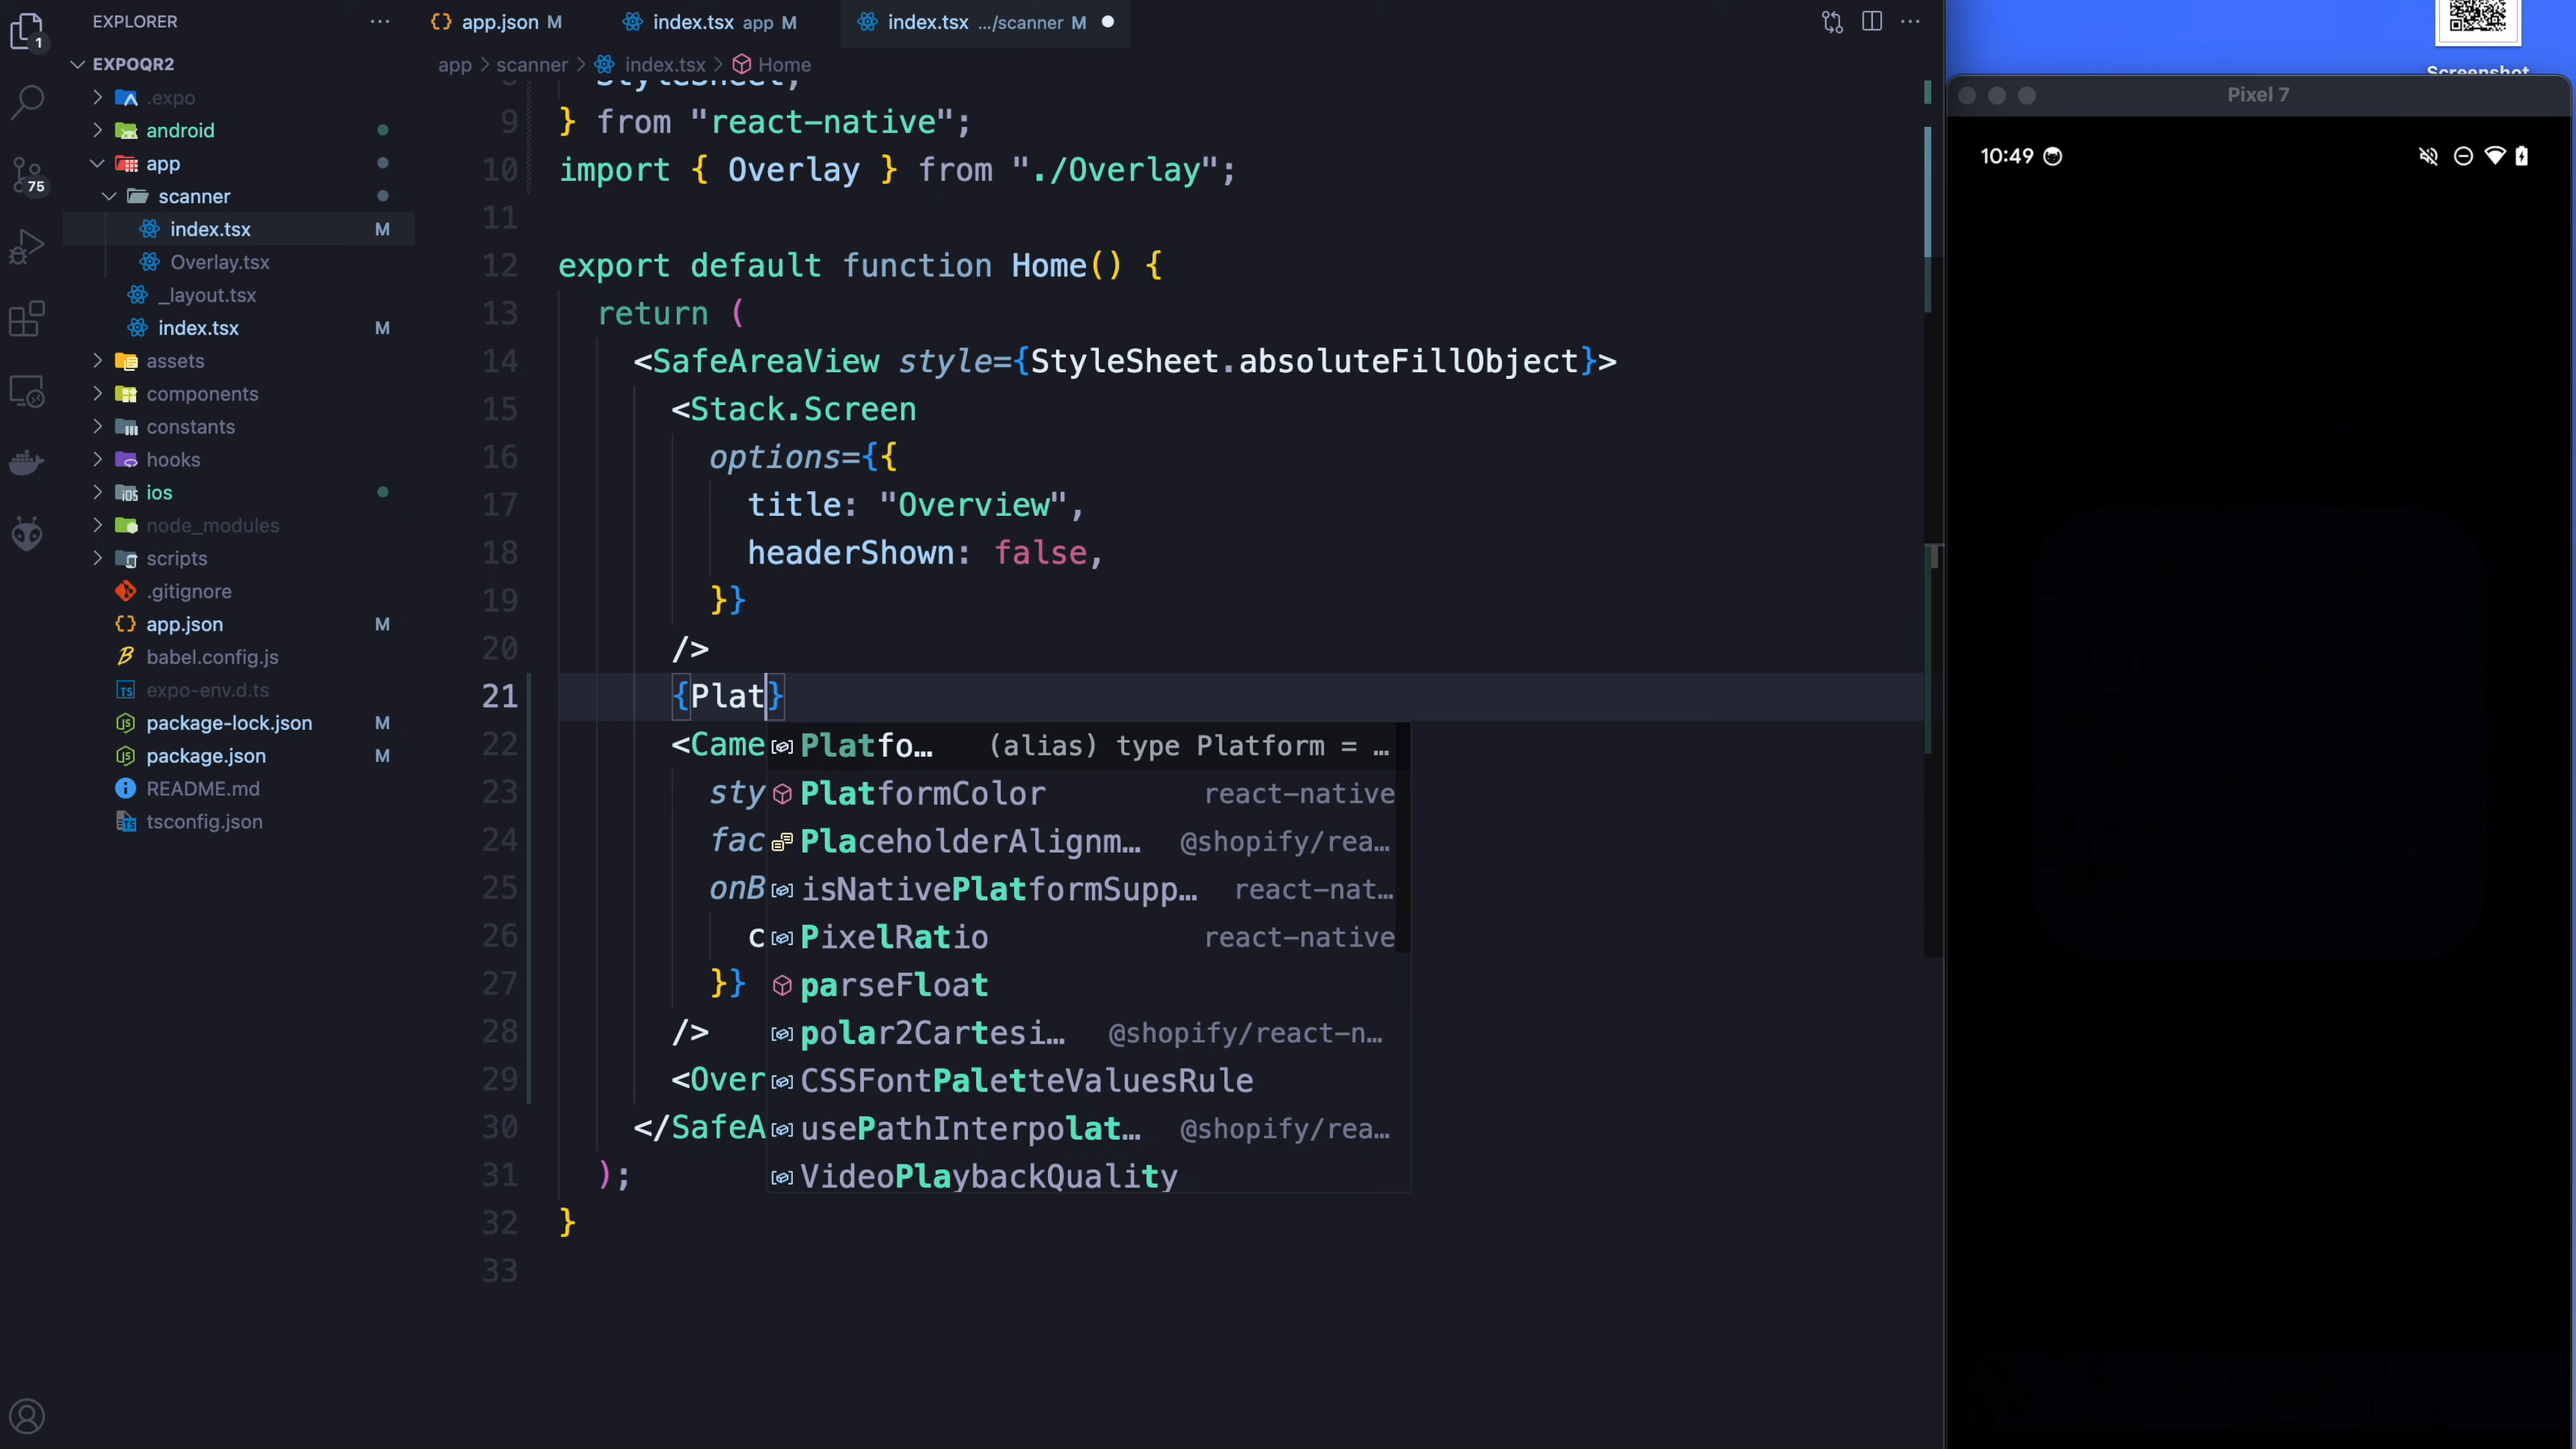 EXPLORER
EXPOQR2
.expo
android
app
scanner
index.tsx M
Overlay.tsx
_layout.tsx
index.tsx M
assets
components
constants
hooks
ios
node_modules
scripts
.gitignore
app.json M
babel.config.js
expo-env.d.ts
package-lock.json M
package.json M
README.md
tsconfig.json
1
75
app.json M
index.tsx app M
index.tsx .../scanner M
app > scanner > index.tsx > Home
8 StyleSheet,
9 } from "react-native";
10 import { Overlay } from "./Overlay";
11
12 export default function Home() {
13 return (
14 <SafeAreaView style={StyleSheet.absoluteFillObject}>
15 <Stack.Screen
16 options={{
17 title: "Overview",
18 headerShown: false,
19 }}
20 />
21 {Plat}
22 <Came
23 sty
24 fac
25 onB
26 c
27 }}
28 />
29 <Over
30 </SafeA
31 );
32 }
33
Platfo… (alias) type Platform = …
PlatformColor react-native
PlaceholderAlignm… @shopify/rea…
isNativePlatformSupp… react-nat…
PixelRatio react-native
parseFloat
polar2Cartesi… @shopify/react-n…
CSSFontPaletteValuesRule
usePathInterpolat… @shopify/rea…
VideoPlaybackQuality
Screenshot
Pixel 7
10:49